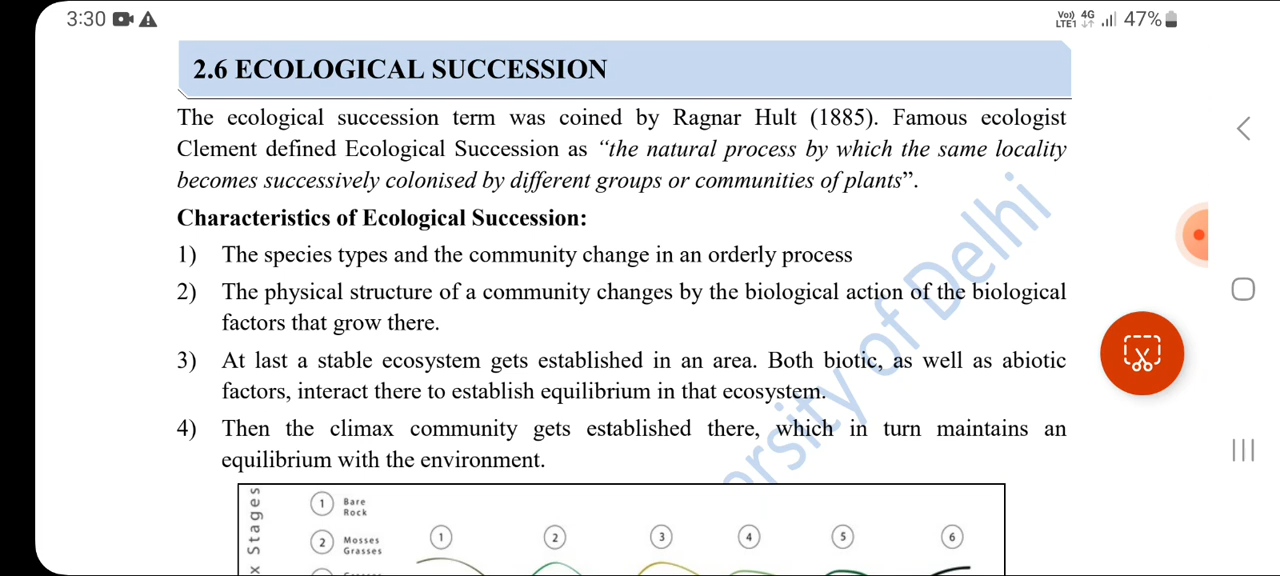 3:30
Vo)) 4G
LTE1 47%
2.6 ECOLOGICAL SUCCESSION
The ecological succession term was coined by Ragnar Hult (1885). Famous ecologist
Clement defined Ecological Succession as “the natural process by which the same locality
becomes successively colonised by different groups or communities of plants”.
Characteristics of Ecological Succession:
1) The species types and the community change in an orderly process
2) The physical structure of a community changes by the biological action of the biological
factors that grow there.
3) At last a stable ecosystem gets established in an area. Both biotic, as well as abiotic
factors, interact there to establish equilibrium in that ecosystem.
4) Then the climax community gets established there, which in turn maintains an
equilibrium with the environment.
ersity of Delhi
x Stages
1 Bare
Rock
2 Mosses
Grasses
1 2 3 4 5 6